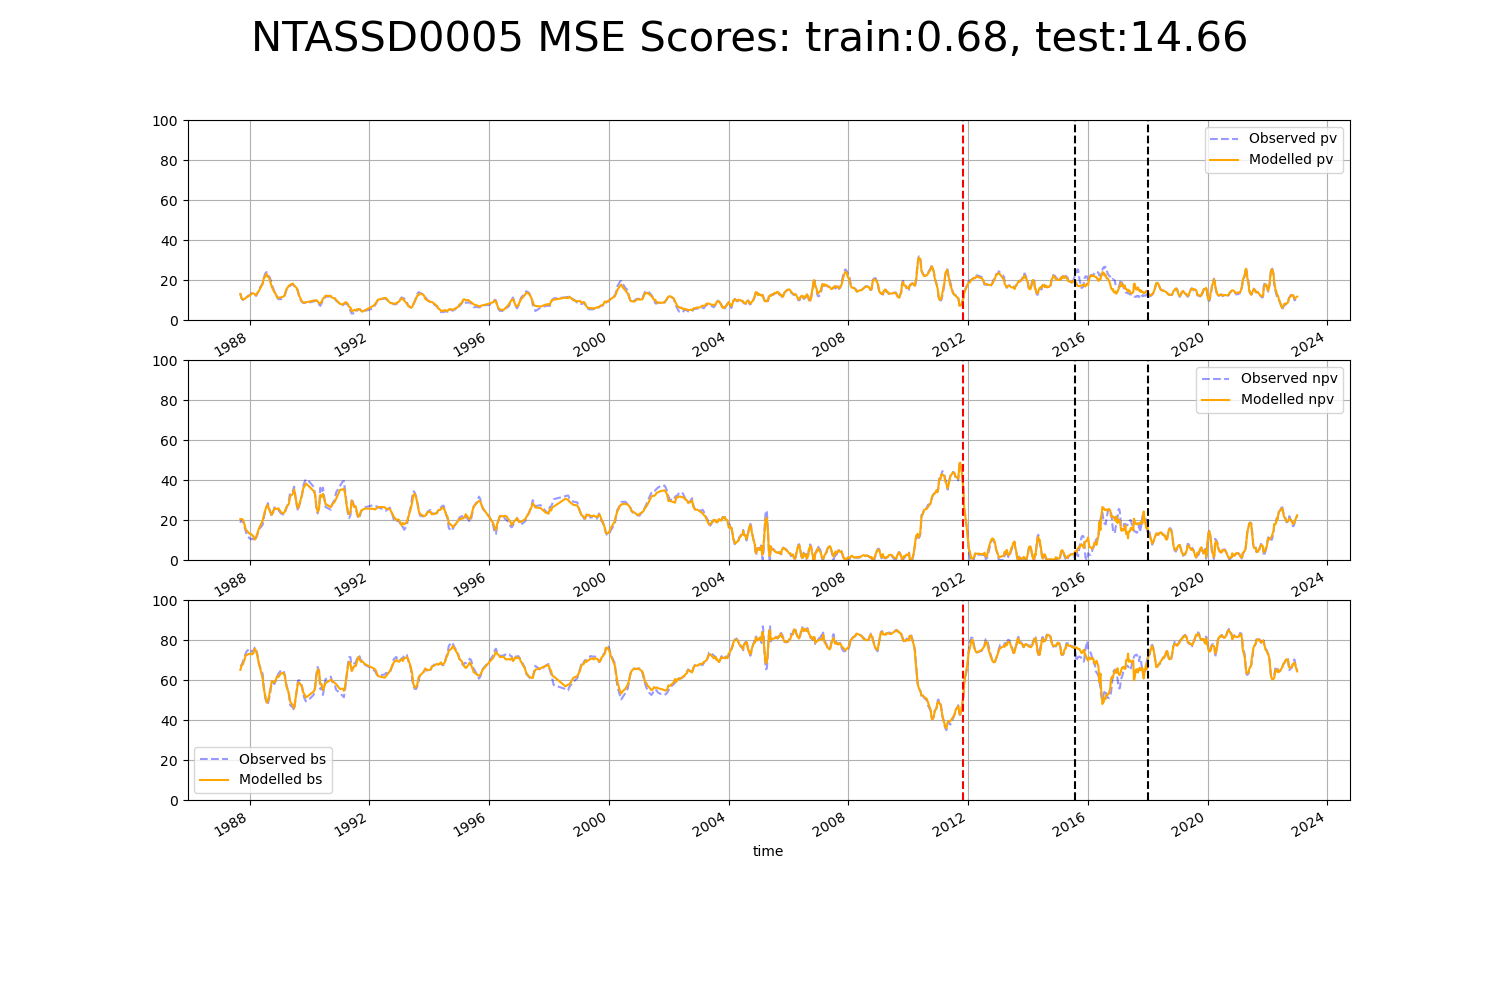 NTASSD0005 MSE Scores: train:0.68, test:14.66
100
80
60
40
20
0
Observed pv
Modelled pv
1988 1992 1996 2000 2004 2008 2012 2016 2020 2024
100
80
60
40
20
0
Observed npv
Modelled npv
1988 1992 1996 2000 2004 2008 2012 2016 2020 2024
100
80
60
40
20
0
Observed bs
Modelled bs
1988 1992 1996 2000 2004 2008 2012 2016 2020 2024
time